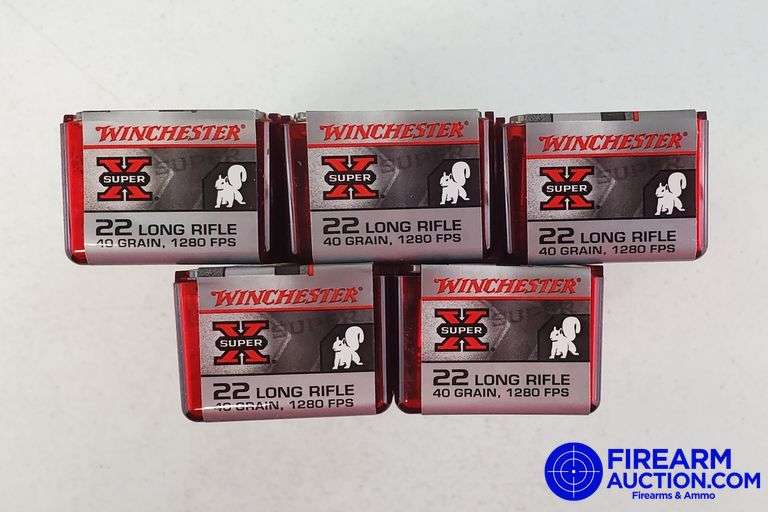 WINCHESTER
SUPER X
22 LONG RIFLE
40 GRAIN, 1280 FPS
WINCHESTER
SUPER X
22 LONG RIFLE
40 GRAIN, 1280 FPS
WINCHESTER
SUPER X
22 LONG RIFLE
40 GRAIN, 1280 FPS
WINCHESTER
SUPER X
22 LONG RIFLE
40 GRAIN, 1280 FPS
WINCHESTER
SUPER X
22 LONG RIFLE
40 GRAIN, 1280 FPS
FIREARM
AUCTION.COM
Firearms & Ammo